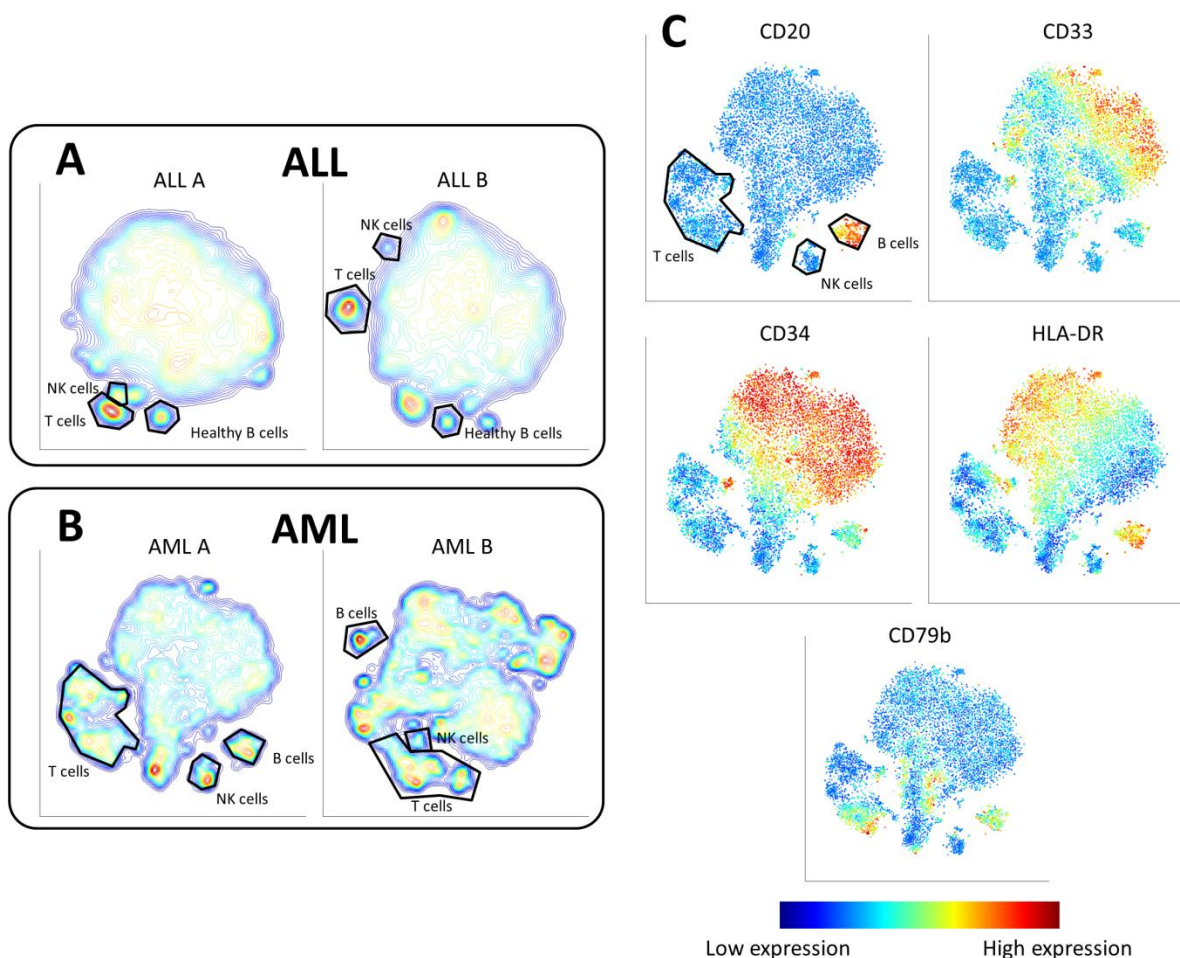 A
ALL
ALL A
ALL B
NK cells
T cells
NK cells
T cells
Healthy B cells
Healthy B cells
B
AML
AML A
AML B
B cells
T cells
B cells
NK cells
NK cells
T cells
C
CD20
CD33
T cells
B cells
NK cells
CD34
HLA-DR
CD79b
Low expression
High expression